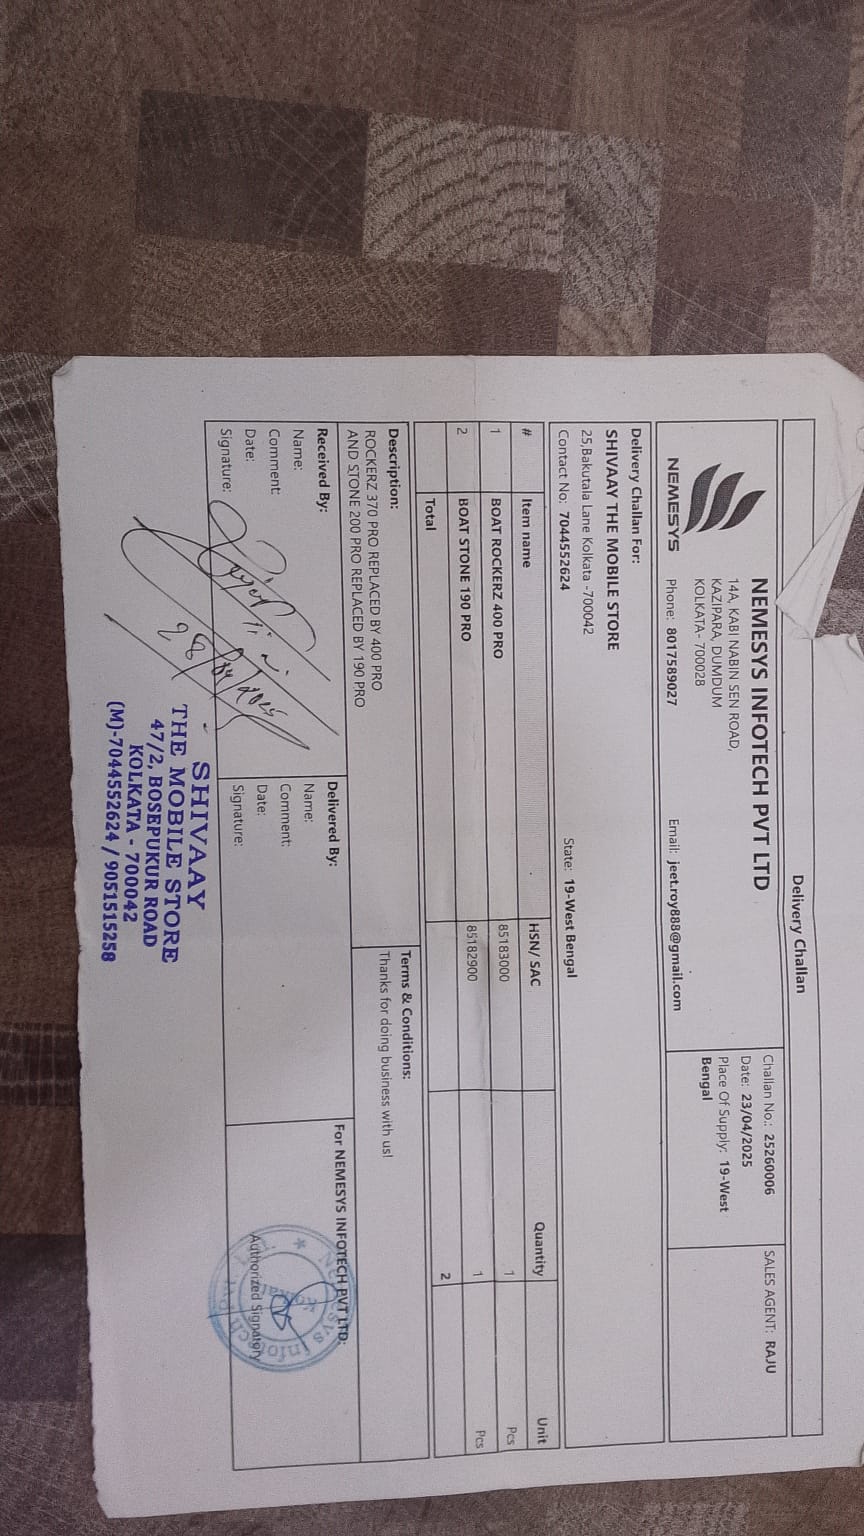 Delivery Challan
NEMESYS
NEMESYS INFOTECH PVT LTD
14A, KABI NABIN SEN ROAD,
KAZIPARA, DUMDUM
KOLKATA- 700028
Phone: 8017589027
Email: jeet.roy888@gmail.com
Challan No.: 25260006
Date: 23/04/2025
Place Of Supply: 19-West
Bengal
SALES AGENT: RAJU
Delivery Challan For:
SHIVAAY THE MOBILE STORE
25,Bakutala Lane Kolkata -700042
Contact No: 7044552624
State: 19-West Bengal
# Item name HSN/ SAC Quantity Unit
1 BOAT ROCKERZ 400 PRO 85183000 1 Pcs
2 BOAT STONE 190 PRO 85182900 1 Pcs
Total 2
Description:
ROCKERZ 370 PRO REPLACED BY 400 PRO
AND STONE 200 PRO REPLACED BY 190 PRO
Terms & Conditions:
Thanks for doing business with us!
Received By:
Name:
Comment:
Date:
Signature:
28/04/2025
Delivered By:
Name:
Comment:
Date:
Signature:
For NEMESYS INFOTECH PVT LTD:
Authorized Signatory
Nemesys Infotech Pvt
Kolkata
SHIVAAY
THE MOBILE STORE
47/2, BOSEPUKUR ROAD
KOLKATA - 700042
(M)-7044552624 / 9051515258